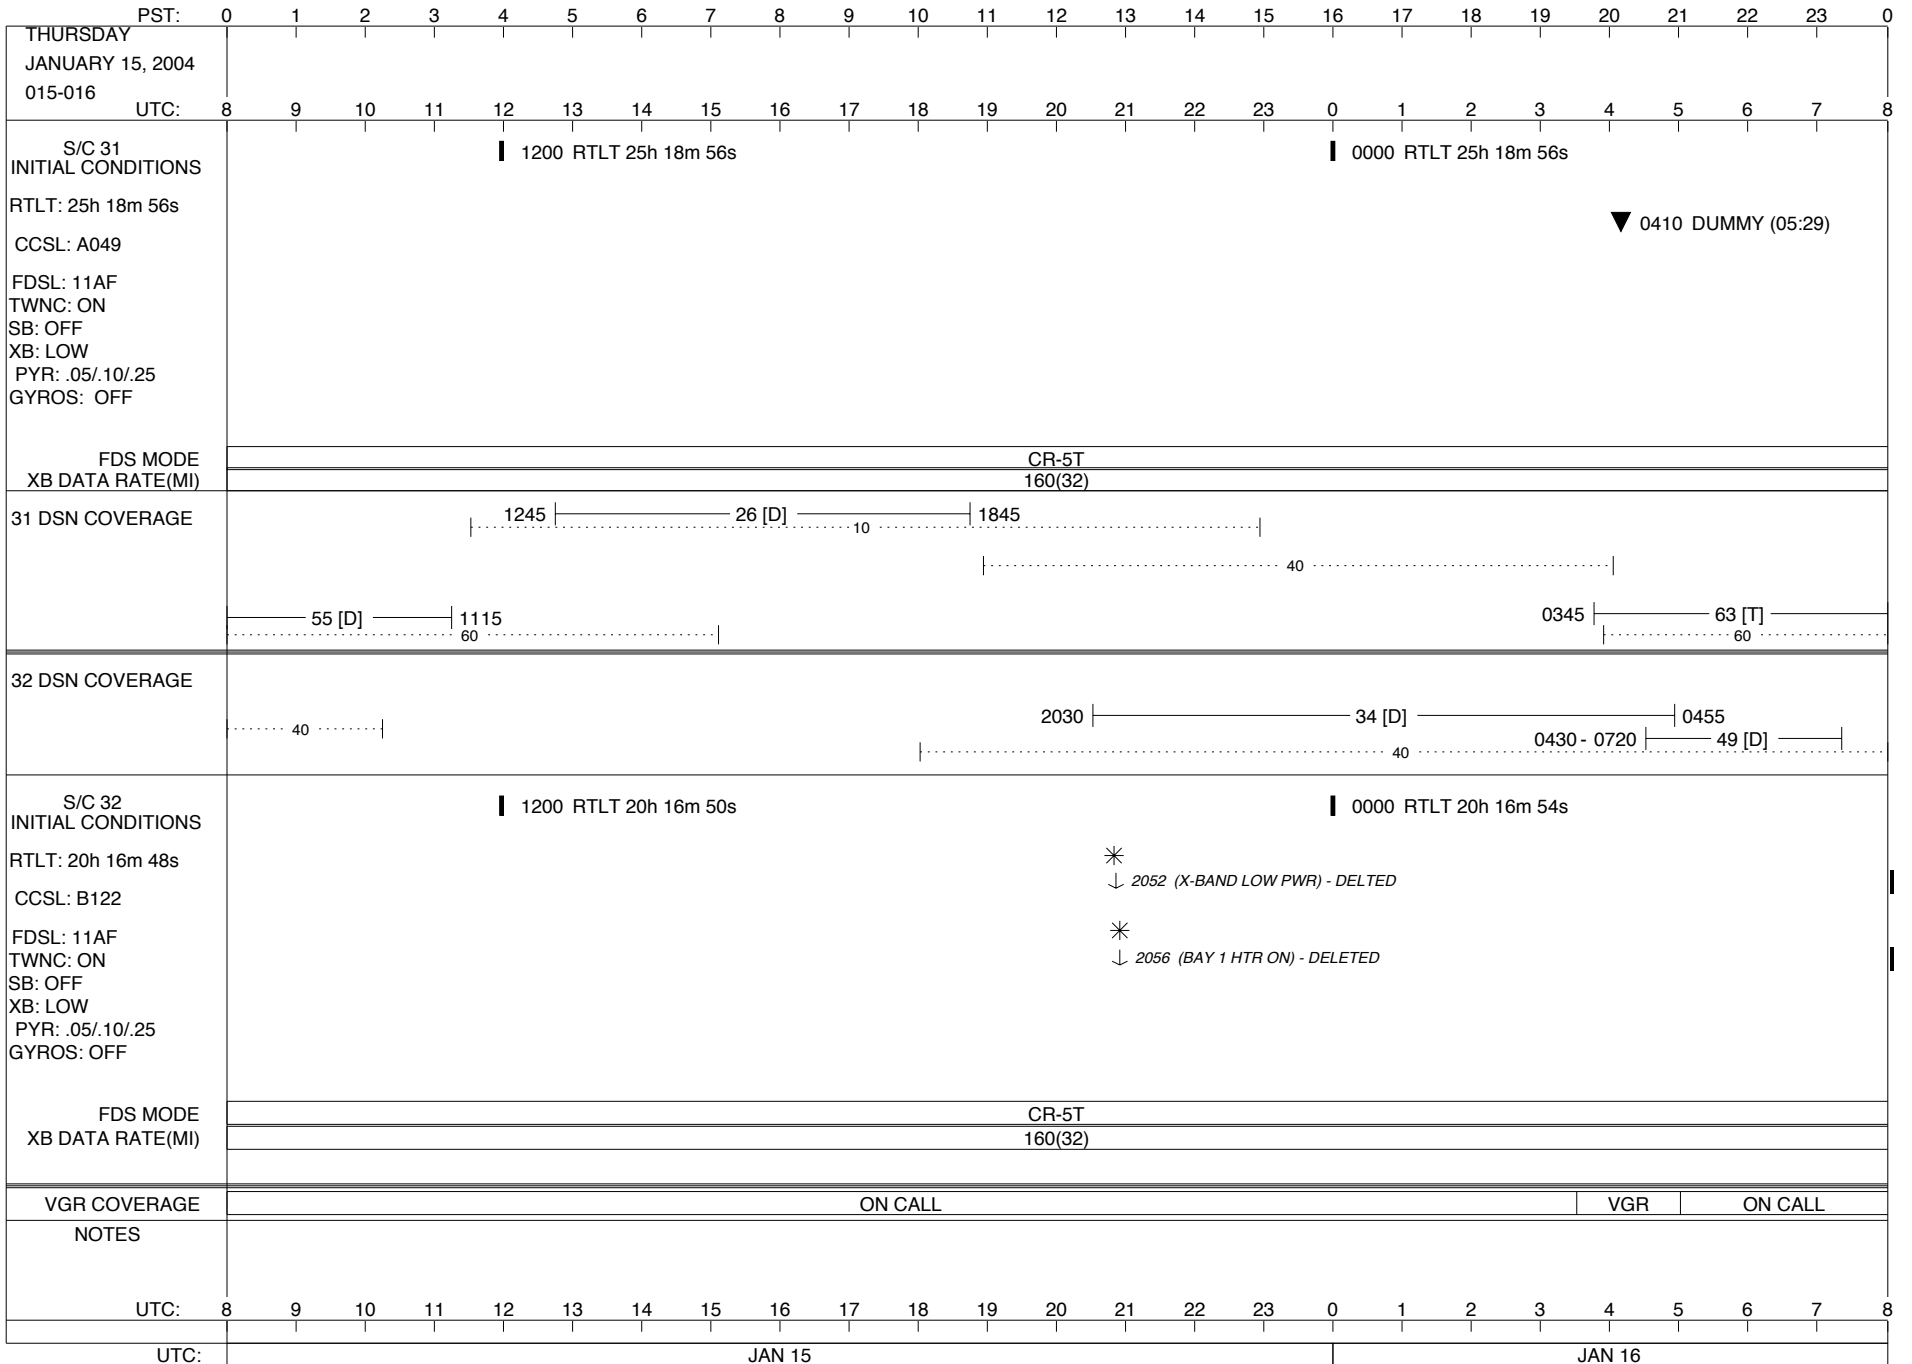 PST: 0 1 2 3 4 5 6 7 8 9 10 11 12 13 14 15 16 17 18 19 20 21 22 23 0
THURSDAY
JANUARY 15, 2004
015-016
UTC: 8 9 10 11 12 13 14 15 16 17 18 19 20 21 22 23 0 1 2 3 4 5 6 7 8
S/C 31
INITIAL CONDITIONS
1200 RTLT 25h 18m 56s
0000 RTLT 25h 18m 56s
RTLT: 25h 18m 56s
0410 DUMMY (05:29)
CCSL: A049
FDSL: 11AF
TWNC: ON
SB: OFF
XB: LOW
PYR: .05/.10/.25
GYROS: OFF
FDS MODE CR-5T
XB DATA RATE(MI) 160(32)
31 DSN COVERAGE
1245 26 [D] 1845
10
40
55 [D] 1115
60
0345 63 [T]
60
32 DSN COVERAGE
2030 34 [D] 0455
40
0430 - 0720 49 [D]
40
S/C 32
INITIAL CONDITIONS
1200 RTLT 20h 16m 50s
0000 RTLT 20h 16m 54s
RTLT: 20h 16m 48s
2052 (X-BAND LOW PWR) - DELTED
CCSL: B122
FDSL: 11AF
2056 (BAY 1 HTR ON) - DELETED
TWNC: ON
SB: OFF
XB: LOW
PYR: .05/.10/.25
GYROS: OFF
FDS MODE CR-5T
XB DATA RATE(MI) 160(32)
VGR COVERAGE ON CALL VGR ON CALL
NOTES
UTC: 8 9 10 11 12 13 14 15 16 17 18 19 20 21 22 23 0 1 2 3 4 5 6 7 8
UTC: JAN 15 JAN 16